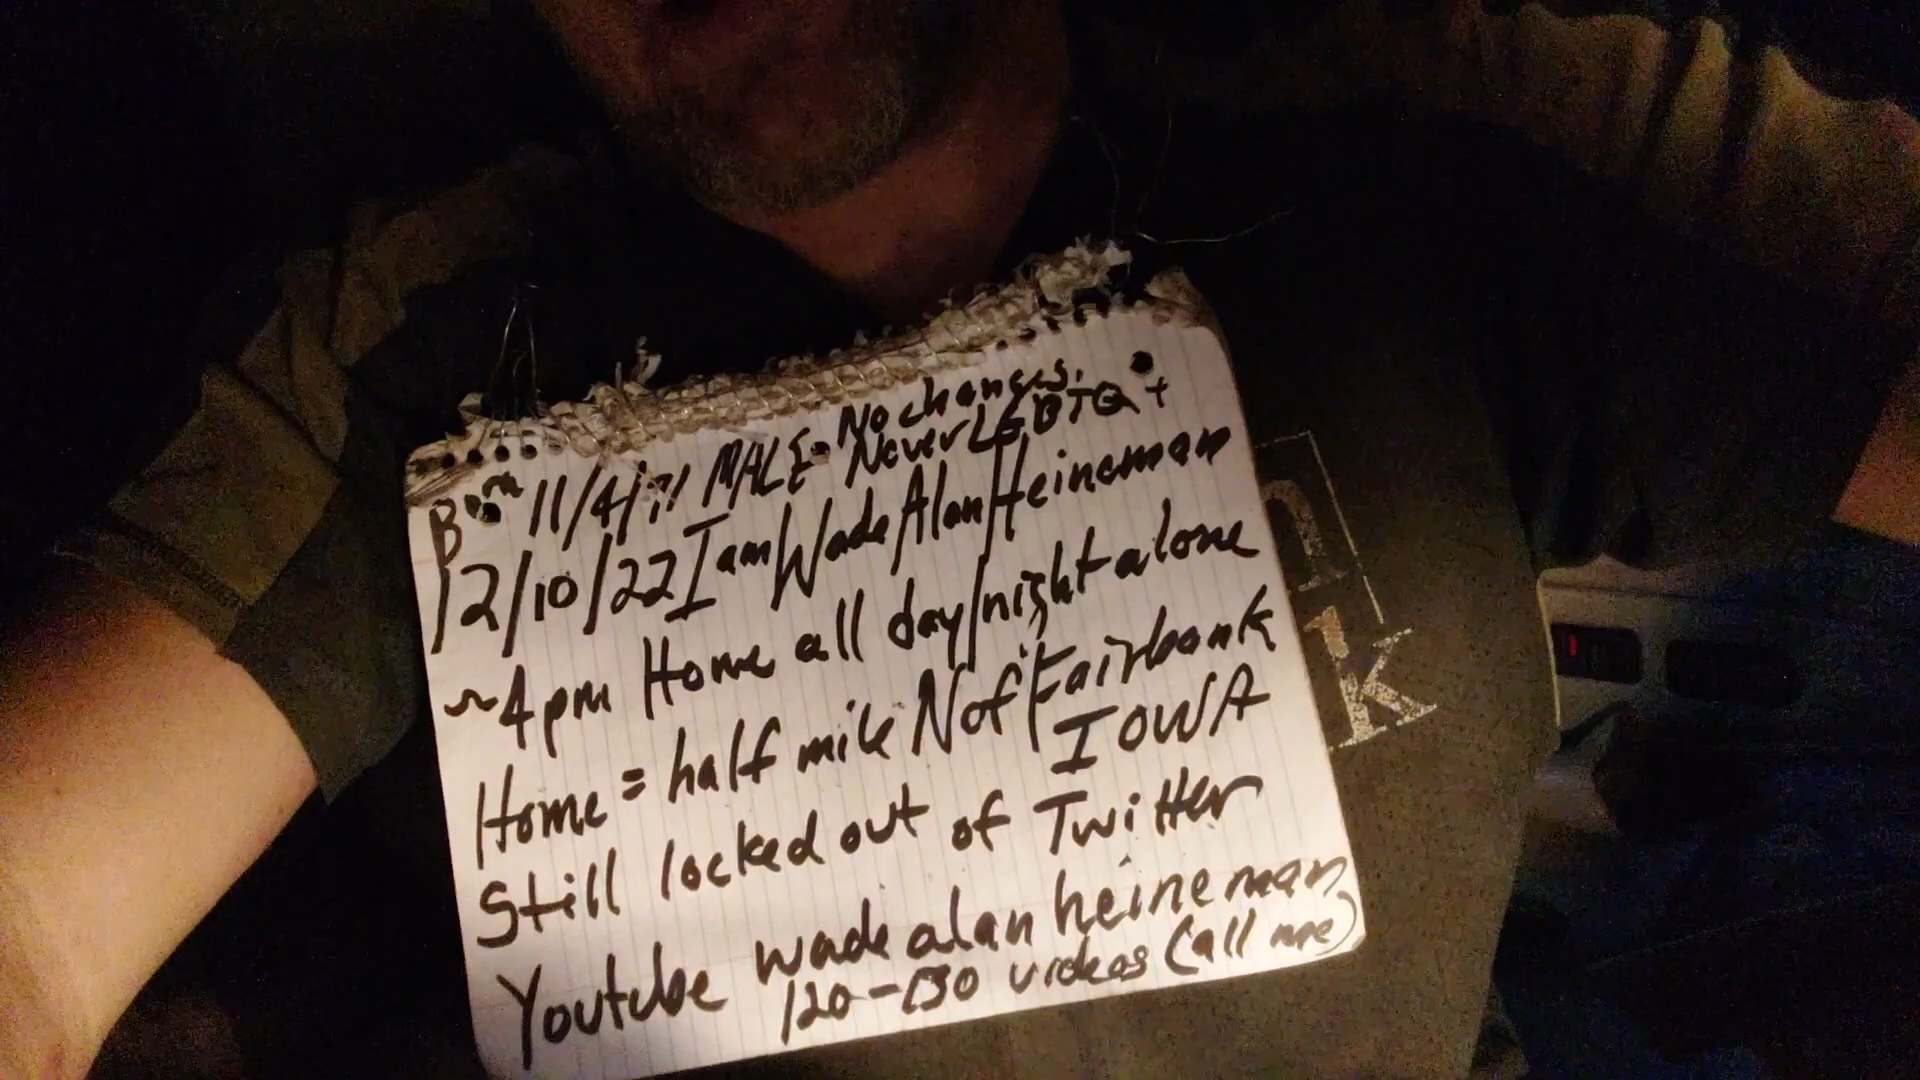 No changes.
Born 11/4/71 MALE. Never LGBTQ+
12/10/22 I am Wade Alan Heineman
~4pm Home all day/night alone
Home = half mile N of Fairbank
IOWA
Still locked out of Twitter
Youtube wade alan heineman
120-130 videos (all me)
K